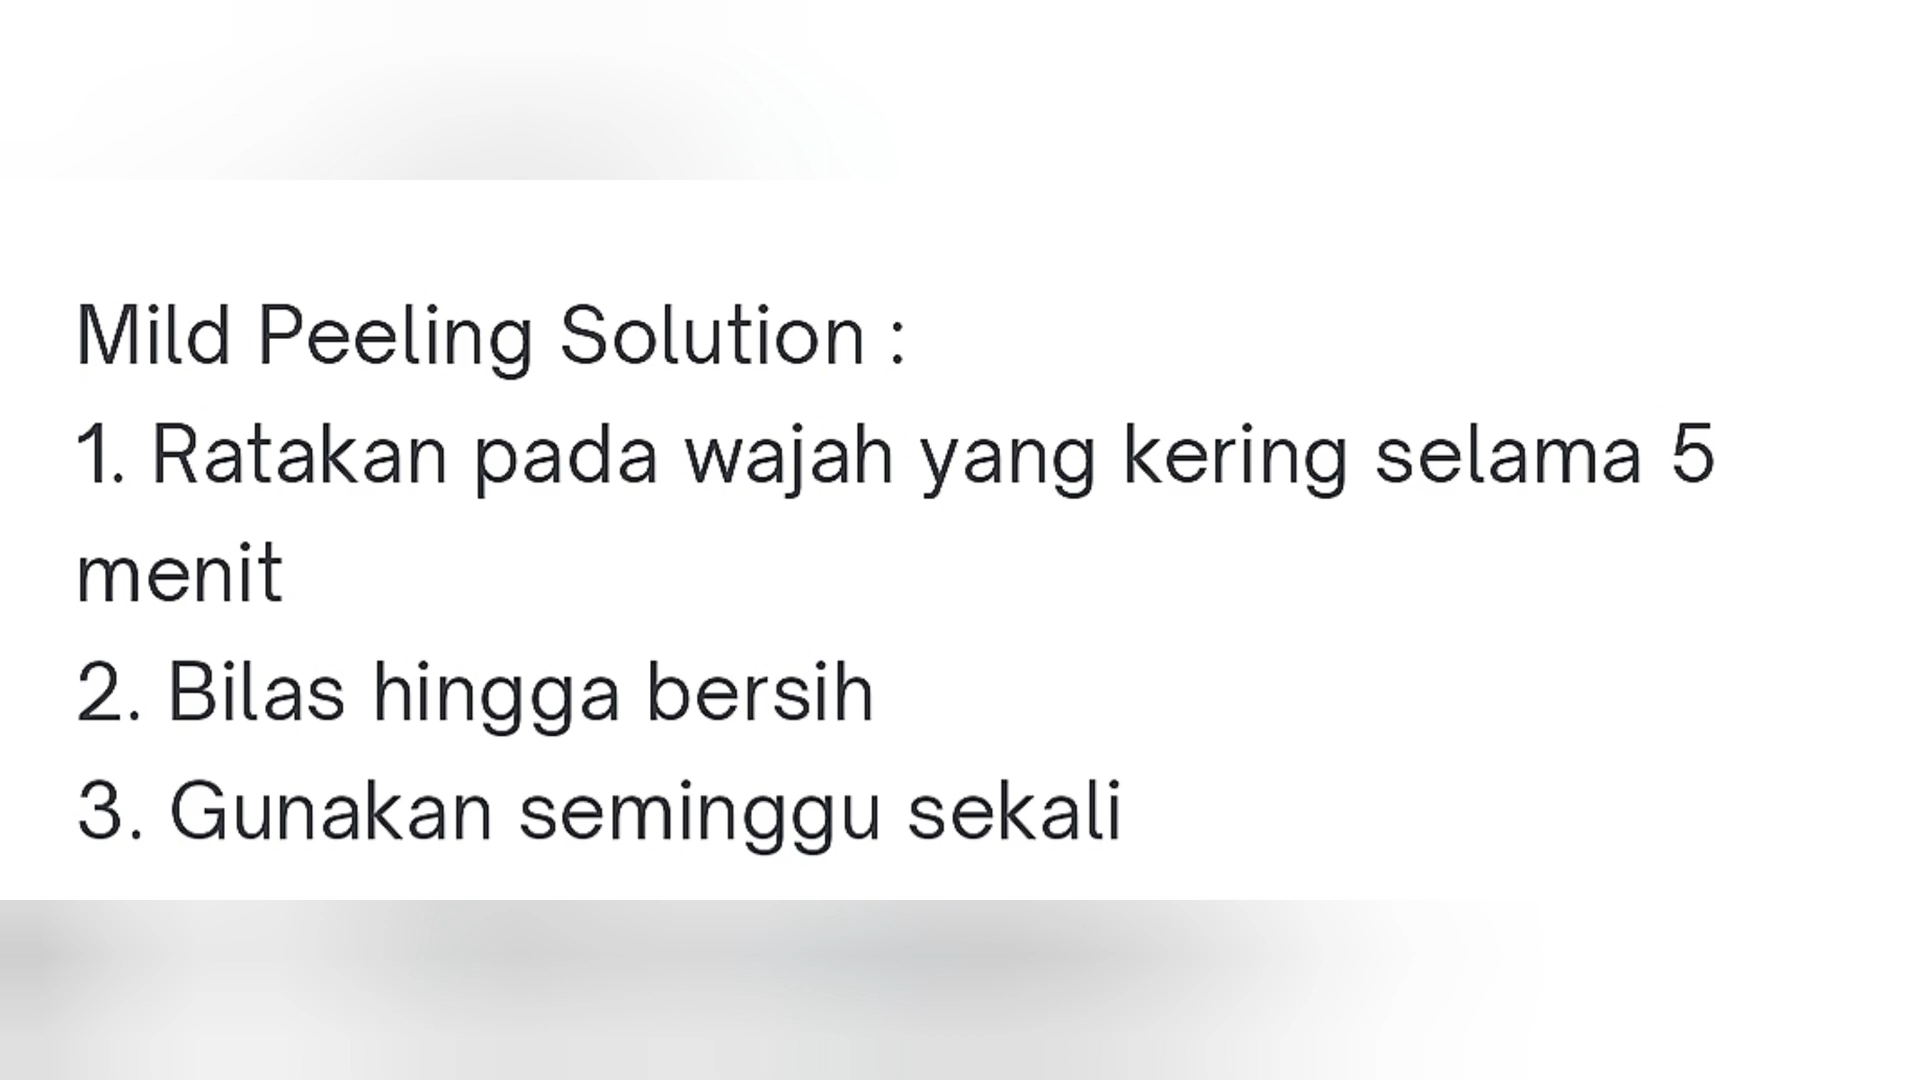 Mild Peeling Solution :
1. Ratakan pada wajah yang kering selama 5
menit
2. Bilas hingga bersih
3. Gunakan seminggu sekali